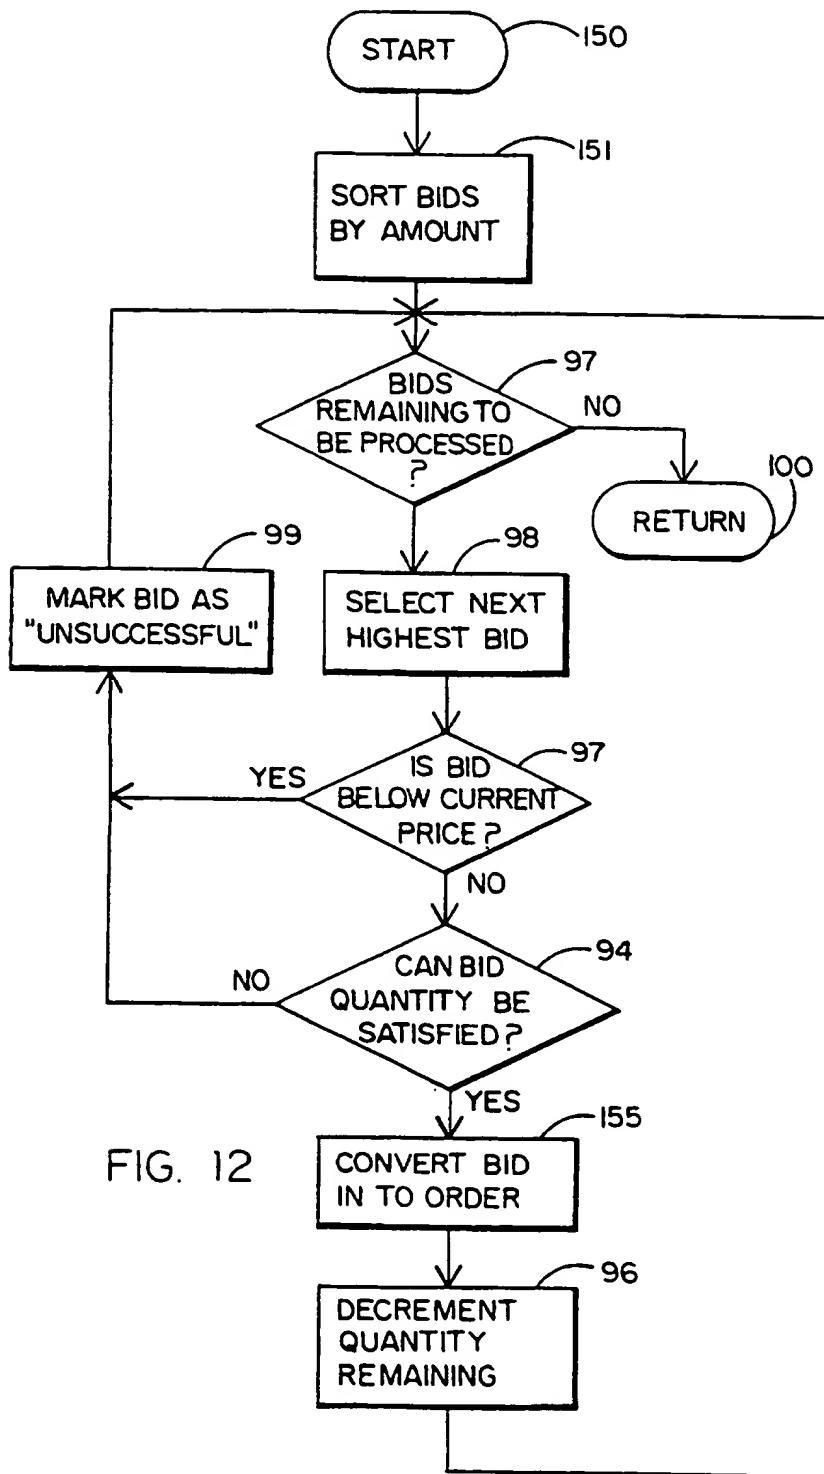 START
150
151
SORT BIDS
BY AMOUNT
97
BIDS
REMAINING TO
BE PROCESSED
?
NO
100
RETURN
99
MARK BID AS
"UNSUCCESSFUL"
98
SELECT NEXT
HIGHEST BID
97
YES
IS BID
BELOW CURRENT
PRICE?
NO
94
NO
CAN BID
QUANTITY BE
SATISFIED?
YES
155
FIG. 12
CONVERT BID
IN TO ORDER
96
DECREMENT
QUANTITY
REMAINING